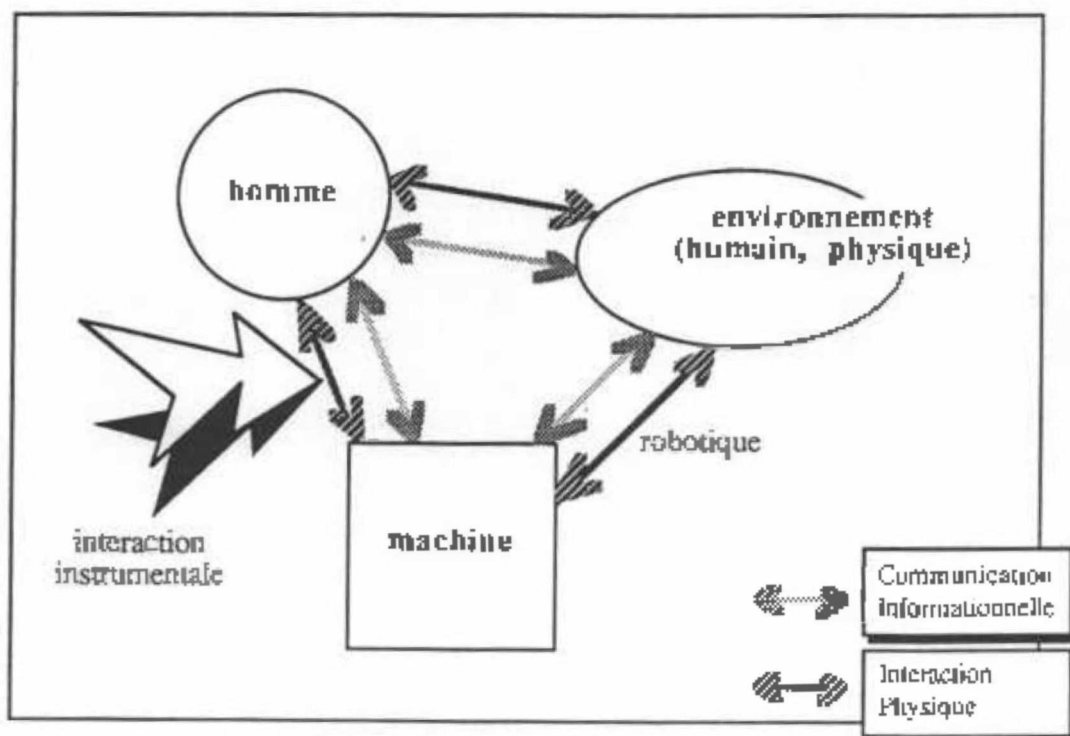 homme
environnement
(humain, physique)
robotique
machine
interaction
instrumentale
Communication
Informationnelle
Interaction
Physique